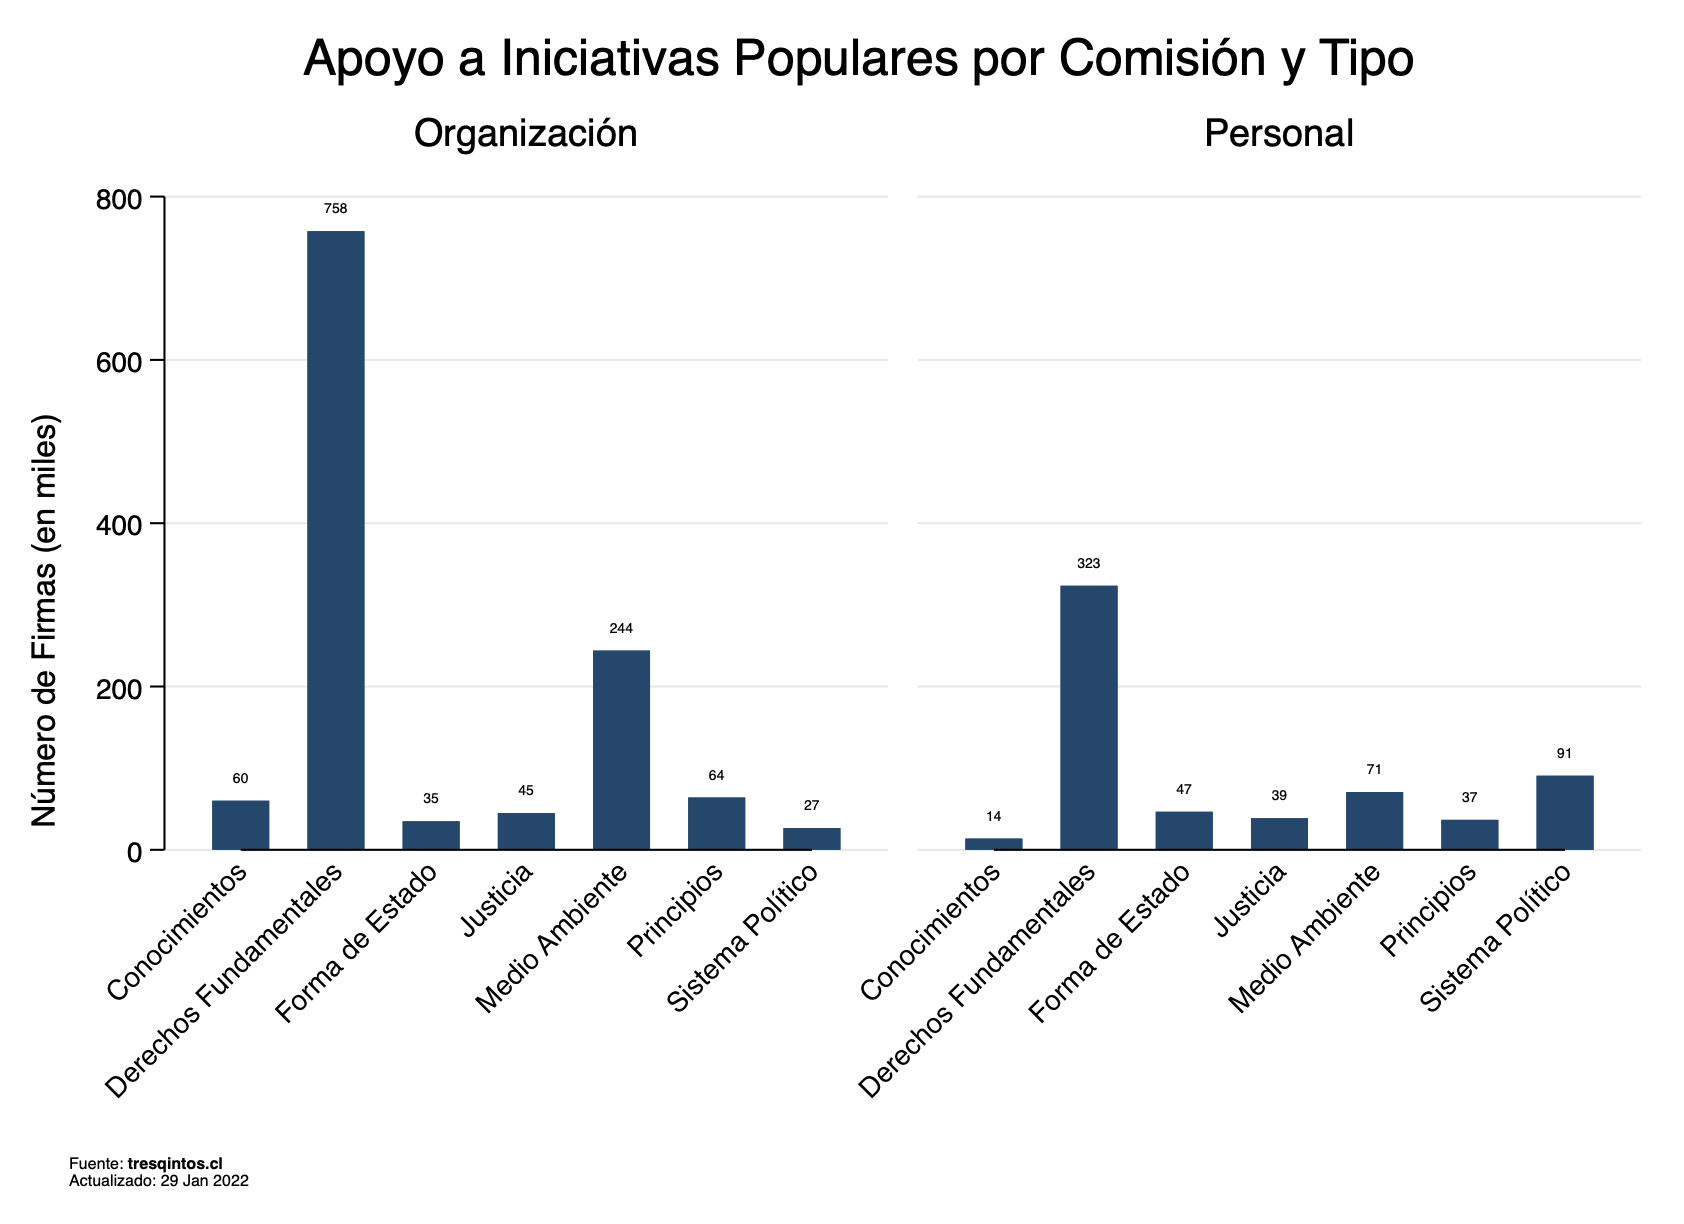 Apoyo a Iniciativas Populares por Comisión y Tipo
Organización
Personal
Número de Firmas (en miles)
800
600
400
200
0
60
758
35
45
244
64
27
14
323
47
39
71
37
91
Conocimientos
Derechos Fundamentales
Forma de Estado
Justicia
Medio Ambiente
Principios
Sistema Político
Conocimientos
Derechos Fundamentales
Forma de Estado
Justicia
Medio Ambiente
Principios
Sistema Político
Fuente: tresqintos.cl
Actualizado: 29 Jan 2022